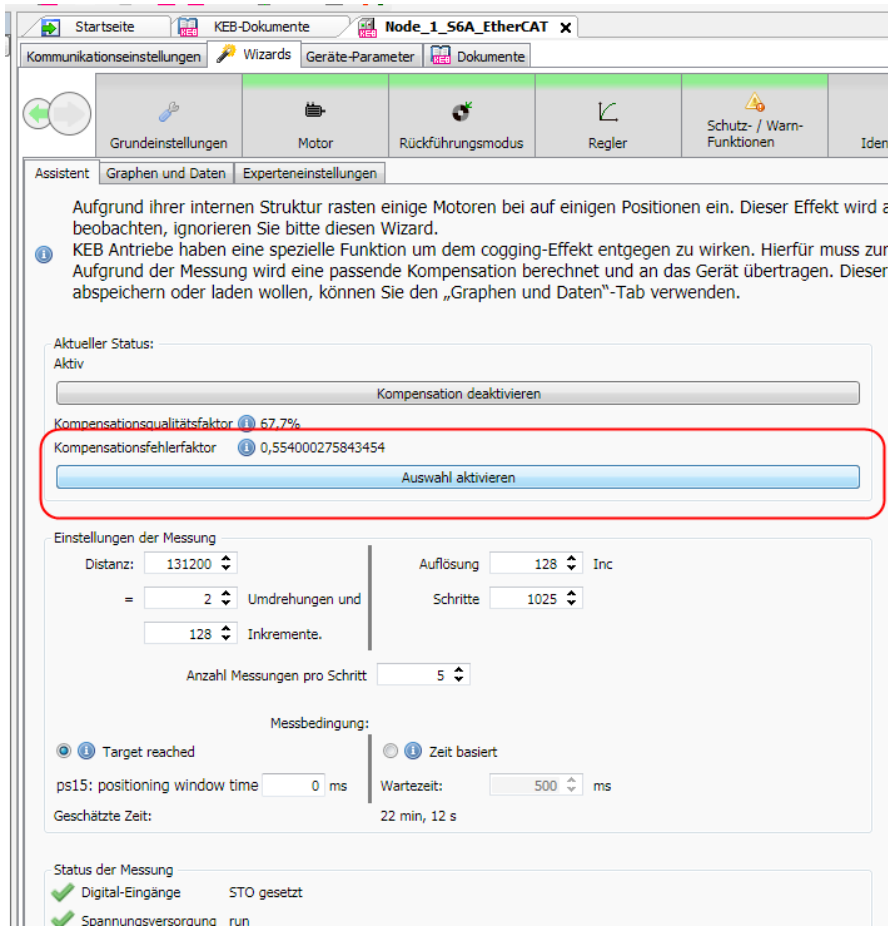 Startseite KEB-Dokumente Node_1_S6A_EtherCAT x
Kommunikationseinstellungen Wizards Geräte-Parameter Dokumente
Grundeinstellungen Motor Rückführungsmodus Regler Schutz- / Warn-
Funktionen
Assistent Graphen und Daten Experteneinstellungen
Aufgrund ihrer internen Struktur rasten einige Motoren bei auf einigen Positionen ein. Dieser Effekt wird
beobachten, ignorieren Sie bitte diesen Wizard.
KEB Antriebe haben eine spezielle Funktion um dem cogging-Effekt entgegen zu wirken. Hierfür muss
Aufgrund der Messung wird eine passende Kompensation berechnet und an das Gerät übertragen. Dieser
abspeichern oder laden wollen, können Sie den „Graphen und Daten“-Tab verwenden.
Aktueller Status:
Aktiv
Kompensation deaktivieren
Kompensationsqualitätsfaktor 67,7%
Kompensationsfehlerfaktor 0,554000275843454
Auswahl aktivieren
Einstellungen der Messung
Distanz: 131200 Auflösung 128 Inc
= 2 Umdrehungen und Schritte 1025
128 Inkremente.
Anzahl Messungen pro Schritt 5
Messbedingung:
Target reached Zeit basiert
ps15: positioning window time 0 ms Wartezeit: 500 ms
Geschätzte Zeit: 22 min, 12 s
Status der Messung
Digital-Eingänge STO gesetzt
Spannungsversorgung run